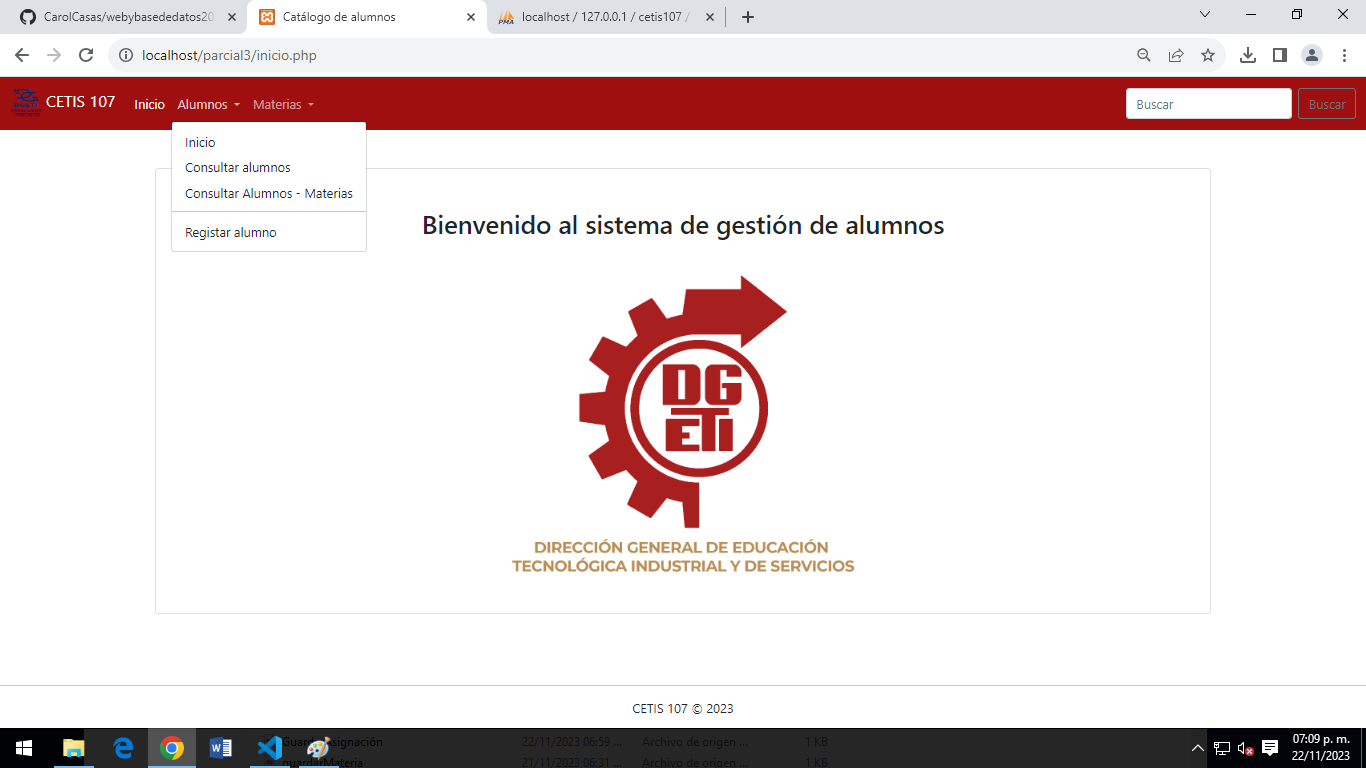 CarolCasas/webybasededatos20
Catálogo de alumnos
localhost / 127.0.0.1 / cetis107 /
localhost/parcial3/inicio.php
CETIS 107
Inicio
Alumnos
Materias
Buscar
Buscar
Inicio
Consultar alumnos
Consultar Alumnos - Materias
Registar alumno
Bienvenido al sistema de gestión de alumnos
DG
ETI
DIRECCIÓN GENERAL DE EDUCACIÓN
TECNOLÓGICA INDUSTRIAL Y DE SERVICIOS
CETIS 107 © 2023
22/11/2023 06:59 ... Archivo de origen ... 1 KB
guardarMateria 21/11/2023 06:31 ... Archivo de origen ... 1 KB
07:09 p. m.
22/11/2023